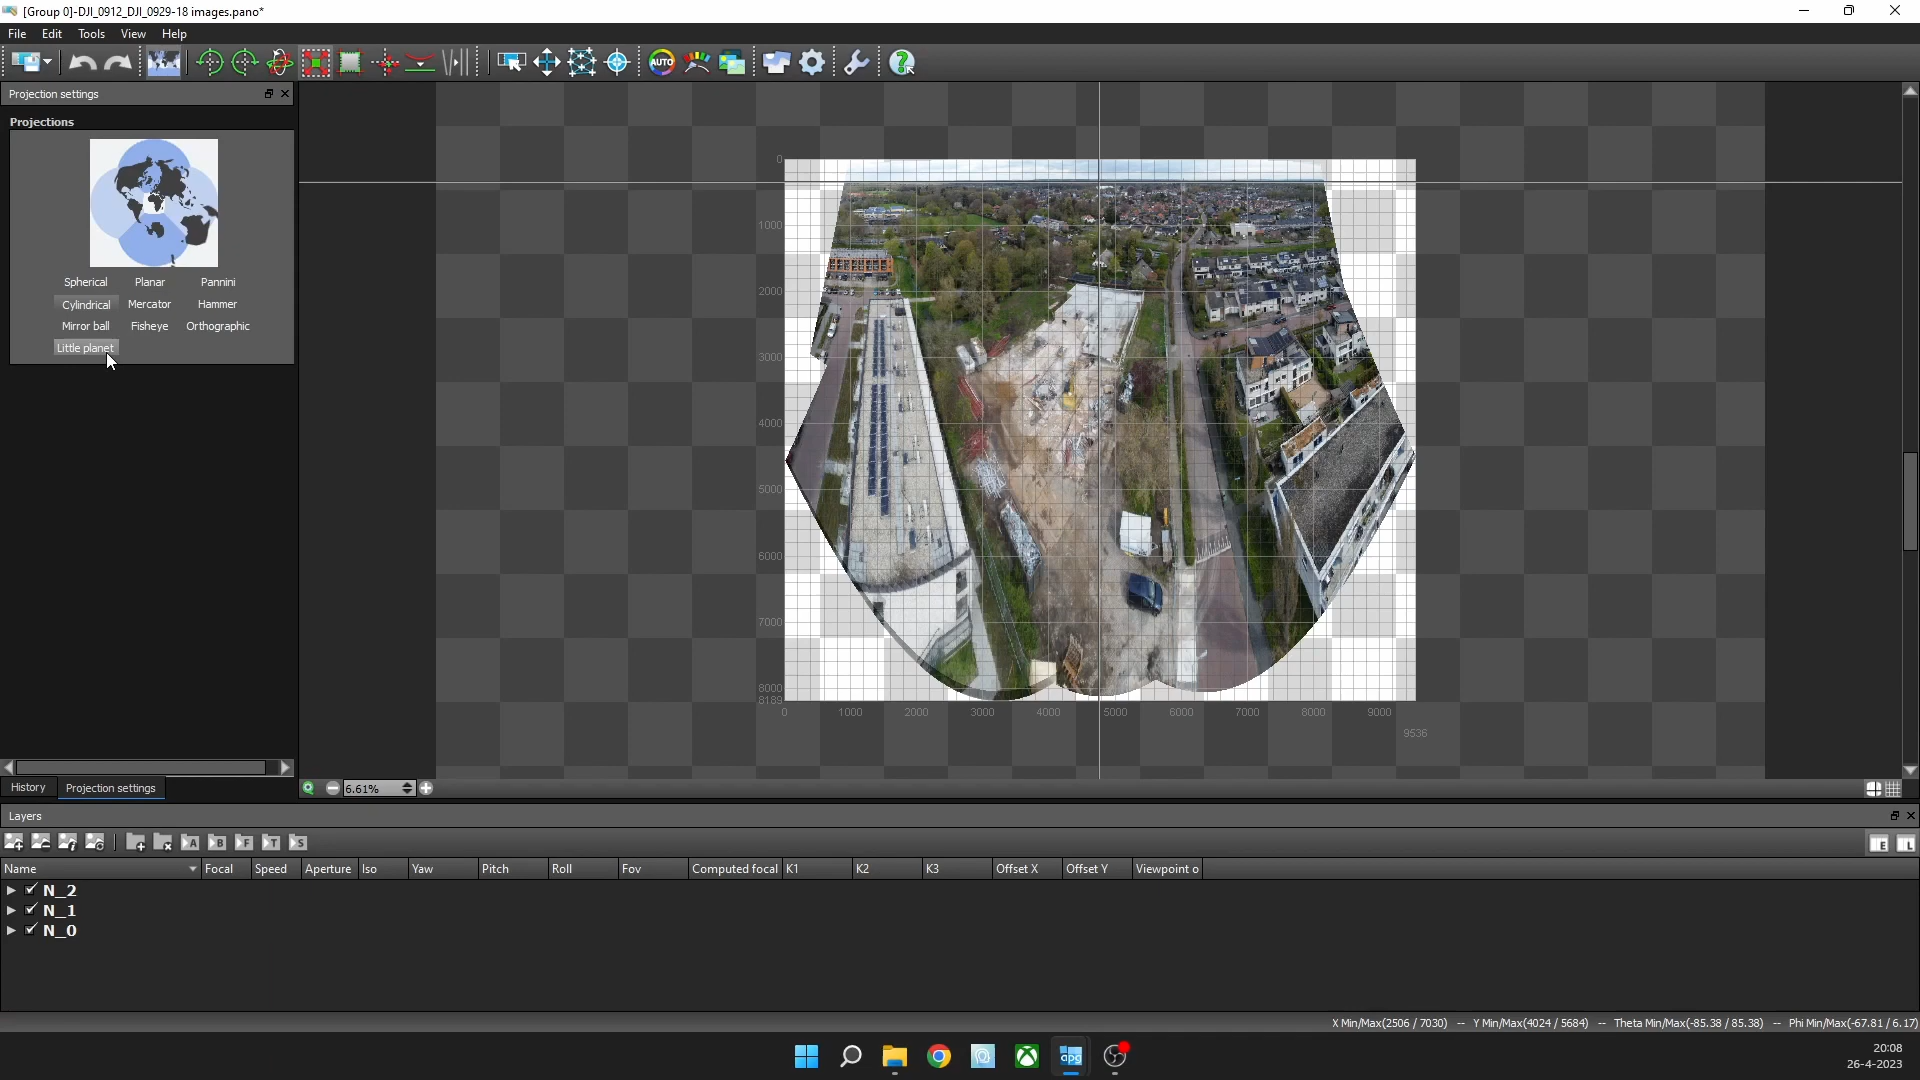 [Group 0]-DJI_0912_DJI_0929-18 images.pano*
File Edit Tools View Help
AUTO
Projection settings
Projections
Spherical Planar Pannini
Cylindrical Mercator Hammer
Mirror ball Fisheye Orthographic
Little planet
0
1000
2000
3000
4000
5000
6000
7000
8000
8189
0 1000 2000 3000 4000 5000 6000 7000 8000 9000
9536
History Projection settings
6.61%
Layers
A B F T S
E L
Name Focal Speed Aperture Iso Yaw Pitch Roll Fov Computed focal K1 K2 K3 Offset X Offset Y Viewpoint o
N_2
N_1
N_0
X Min/Max(2506 / 7030) -- Y Min/Max(4024 / 5684) -- Theta Min/Max(-85.38 / 85.38) -- Phi Min/Max(-67.81 / 6.17)
apg
20:08
26-4-2023